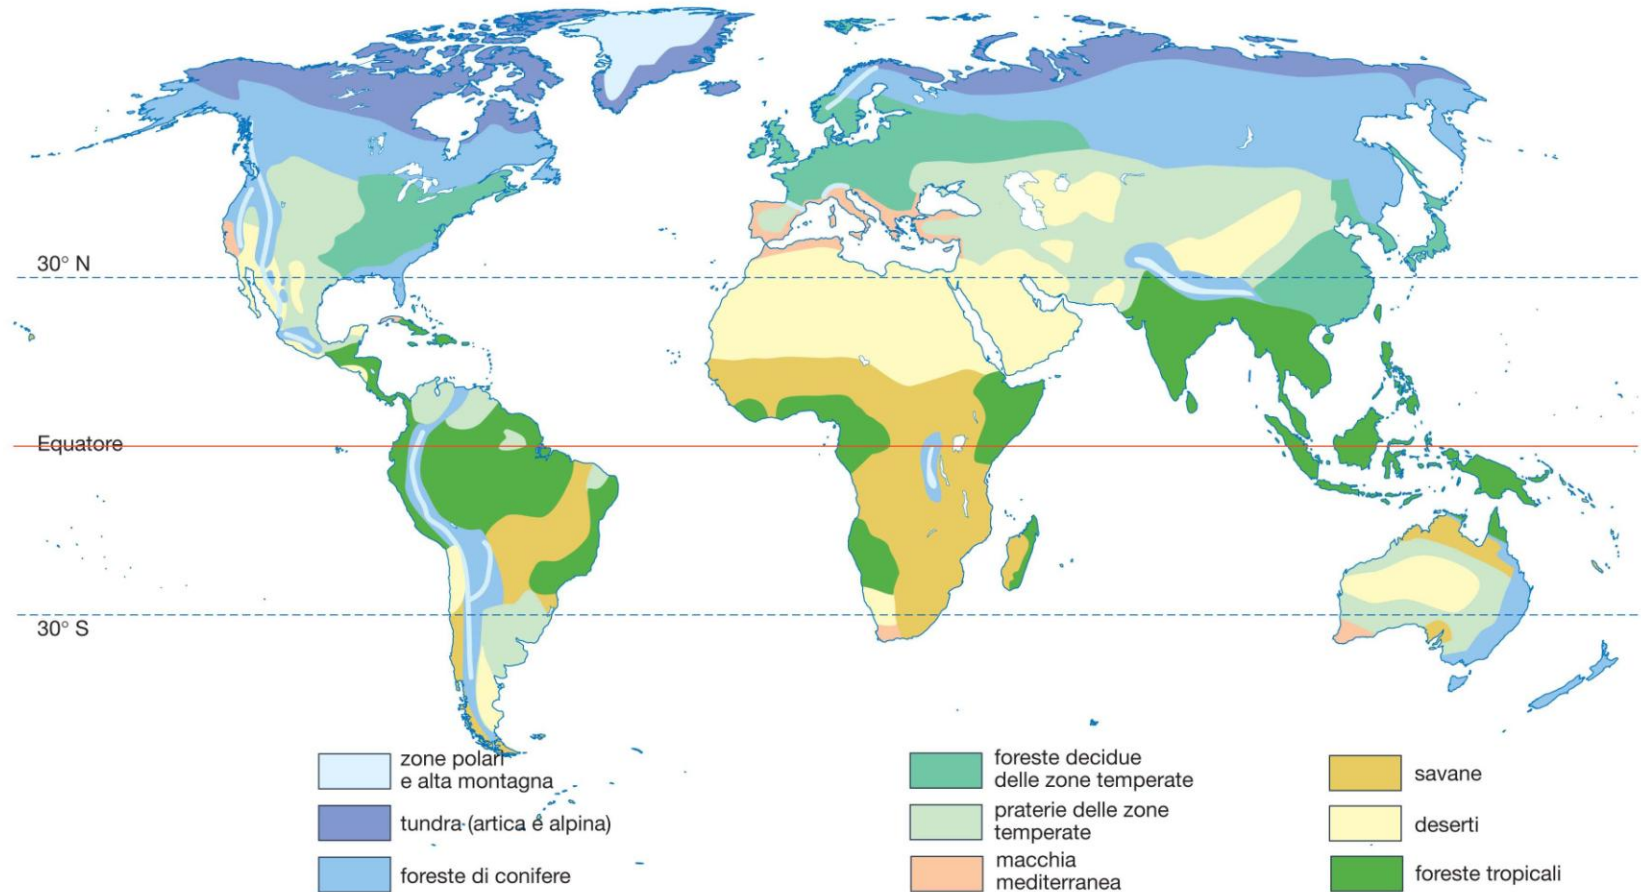 30° N
Equatore
30° S
zone polari
e alta montagna
tundra (artica e alpina)
foreste di conifere
foreste decidue
delle zone temperate
praterie delle zone
temperate
macchia
mediterranea
savane
deserti
foreste tropicali